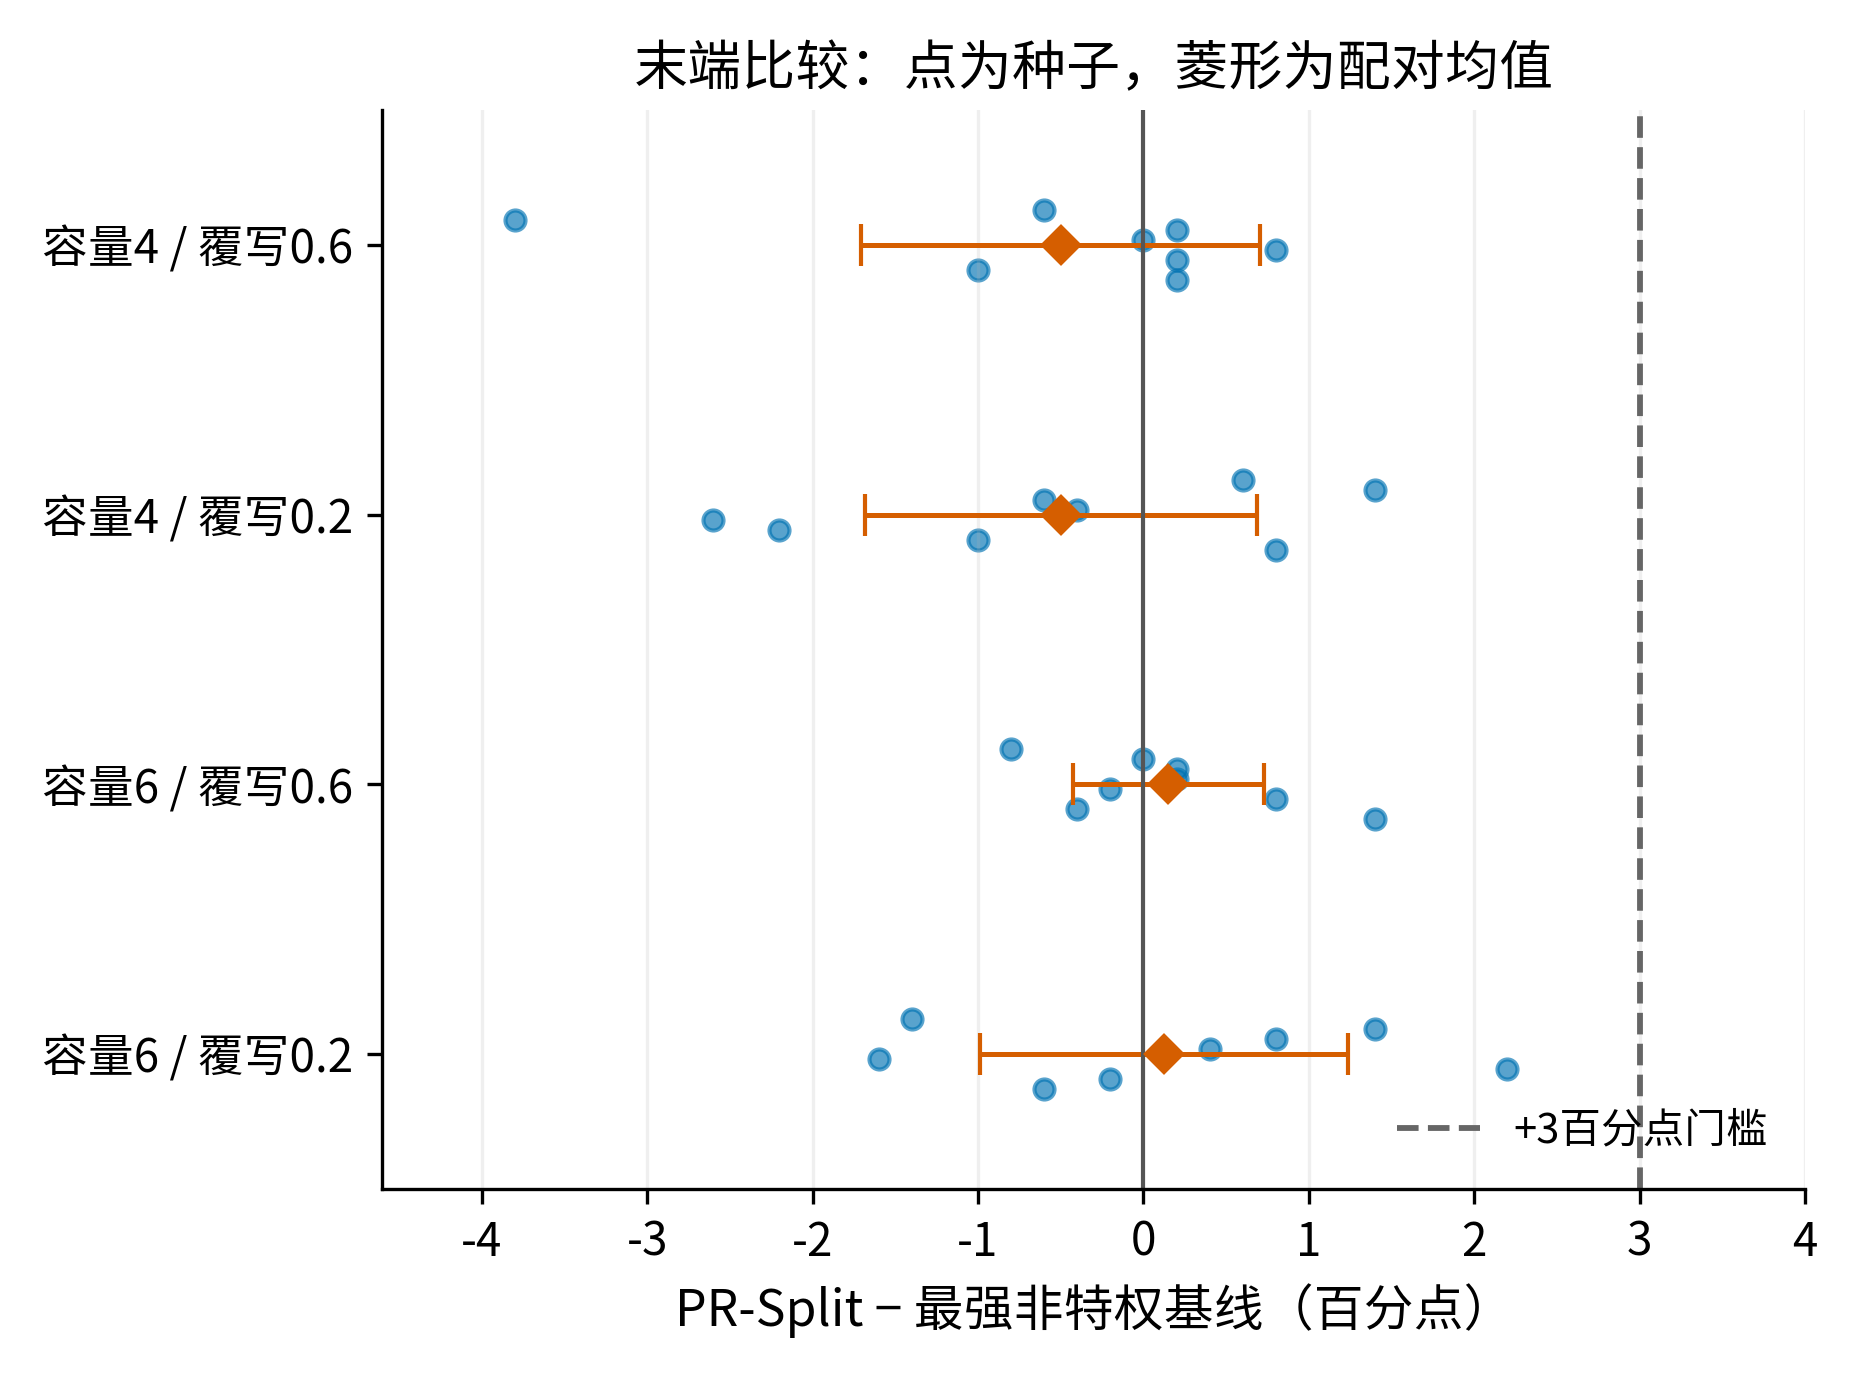 末端比较：点为种子，菱形为配对均值
容量4 / 覆写0.6
容量4 / 覆写0.2
容量6 / 覆写0.6
容量6 / 覆写0.2
+3百分点门槛
-4 -3 -2 -1 0 1 2 3 4
PR-Split − 最强非特权基线（百分点）